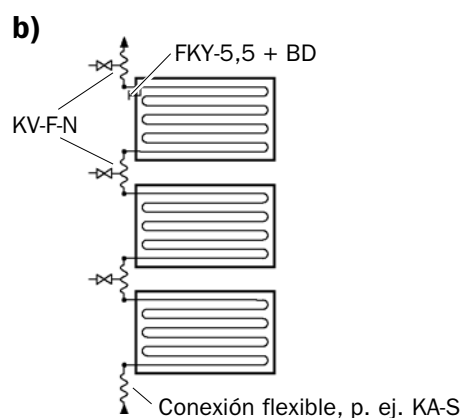 b)
FKY-5,5 + BD
KV-F-N
Conexión flexible, p. ej. KA-S